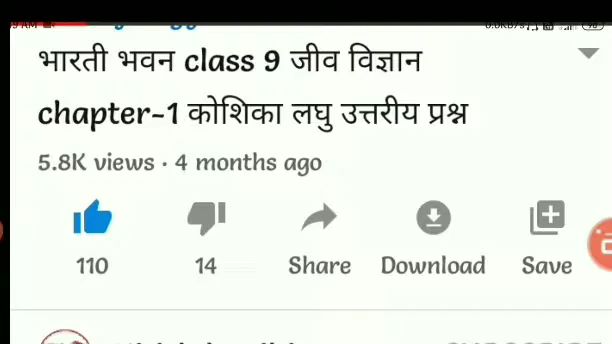 भारती भवन class 9 जीव विज्ञान
chapter-1 कोशिका लघु उत्तरीय प्रश्न
5.8K views · 4 months ago
110 14 Share Download Save